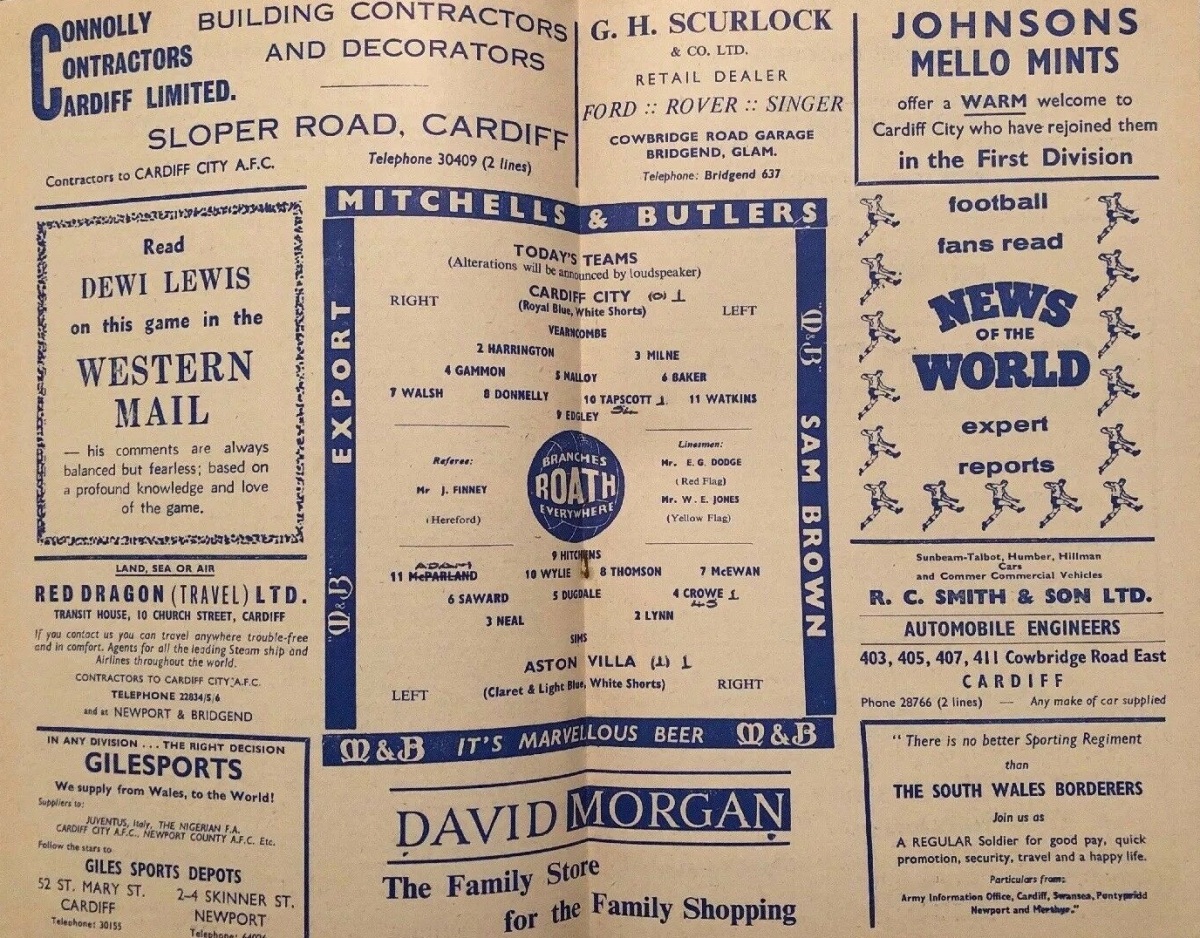 CONNOLLY
CONTRACTORS
CARDIFF LIMITED.
BUILDING CONTRACTORS
AND DECORATORS
SLOPER ROAD, CARDIFF
Contractors to CARDIFF CITY A.F.C.
Telephone 30409 (2 lines)
G. H. SCURLOCK
& CO. LTD.
RETAIL DEALER
FORD :: ROVER :: SINGER
COWBRIDGE ROAD GARAGE
BRIDGEND, GLAM.
Telephone: Bridgend 637
JOHNSONS
MELLO MINTS
offer a WARM welcome to
Cardiff City who have rejoined them
in the First Division
Read
DEWI LEWIS
on this game in the
WESTERN
MAIL
— his comments are always
balanced but fearless; based on
a profound knowledge and love
of the game.
LAND, SEA OR AIR
RED DRAGON (TRAVEL) LTD.
TRANSIT HOUSE, 10 CHURCH STREET, CARDIFF
If you contact us you can travel anywhere trouble-free
and in comfort. Agents for all the leading Steam ship and
Airlines throughout the world.
CONTRACTORS TO CARDIFF CITY A.F.C.
TELEPHONE 22834/5/6
and at NEWPORT & BRIDGEND
IN ANY DIVISION . . . THE RIGHT DECISION
GILESPORTS
We supply from Wales, to the World!
Suppliers to:
JUVENTUS, Italy, THE NIGERIAN F.A.
CARDIFF CITY A.F.C., NEWPORT COUNTY A.F.C. Etc.
Follow the stars to
GILES SPORTS DEPOTS
52 ST. MARY ST.
CARDIFF
Telephone: 30155
2–4 SKINNER ST.
NEWPORT
Telephone:
MITCHELLS & BUTLERS
EXPORT
"M&B"
"M&B"
SAM BROWN
TODAY'S TEAMS
(Alterations will be announced by loudspeaker)
RIGHT
CARDIFF CITY (0) 1
LEFT
(Royal Blue, White Shorts)
VEARNCOMBE
2 HARRINGTON 3 MILNE
4 GAMMON 5 MALLOY 6 BAKER
7 WALSH 8 DONNELLY 10 TAPSCOTT 1 11 WATKINS
9 EDGLEY
Referee:
Mr J. FINNEY
(Hereford)
BRANCHES
ROATH
EVERYWHERE
Linesmen:
Mr. E. G. DODGE
(Red Flag)
Mr. W. E. JONES
(Yellow Flag)
9 HITCHENS
ADAM
11 McPARLAND 10 WYLIE 8 THOMSON 7 McEWAN
6 SAWARD 5 DUGDALE 4 CROWE 1
45
3 NEAL 2 LYNN
SIMS
ASTON VILLA (1) 1
LEFT
(Claret & Light Blue, White Shorts)
RIGHT
M&B IT'S MARVELLOUS BEER M&B
DAVID MORGAN
The Family Store
for the Family Shopping
football
fans read
NEWS
OF THE
WORLD
expert
reports
Sunbeam-Talbot, Humber, Hillman
Cars
and Commer Commercial Vehicles
R. C. SMITH & SON LTD.
AUTOMOBILE ENGINEERS
403, 405, 407, 411 Cowbridge Road East
CARDIFF
Phone 28766 (2 lines) — Any make of car supplied
"There is no better Sporting Regiment
than
THE SOUTH WALES BORDERERS
Join us as
A REGULAR Soldier for good pay, quick
promotion, security, travel and a happy life.
Particulars from:
Army Information Office, Cardiff, Swansea, Pontypridd
Newport and Merthyr."